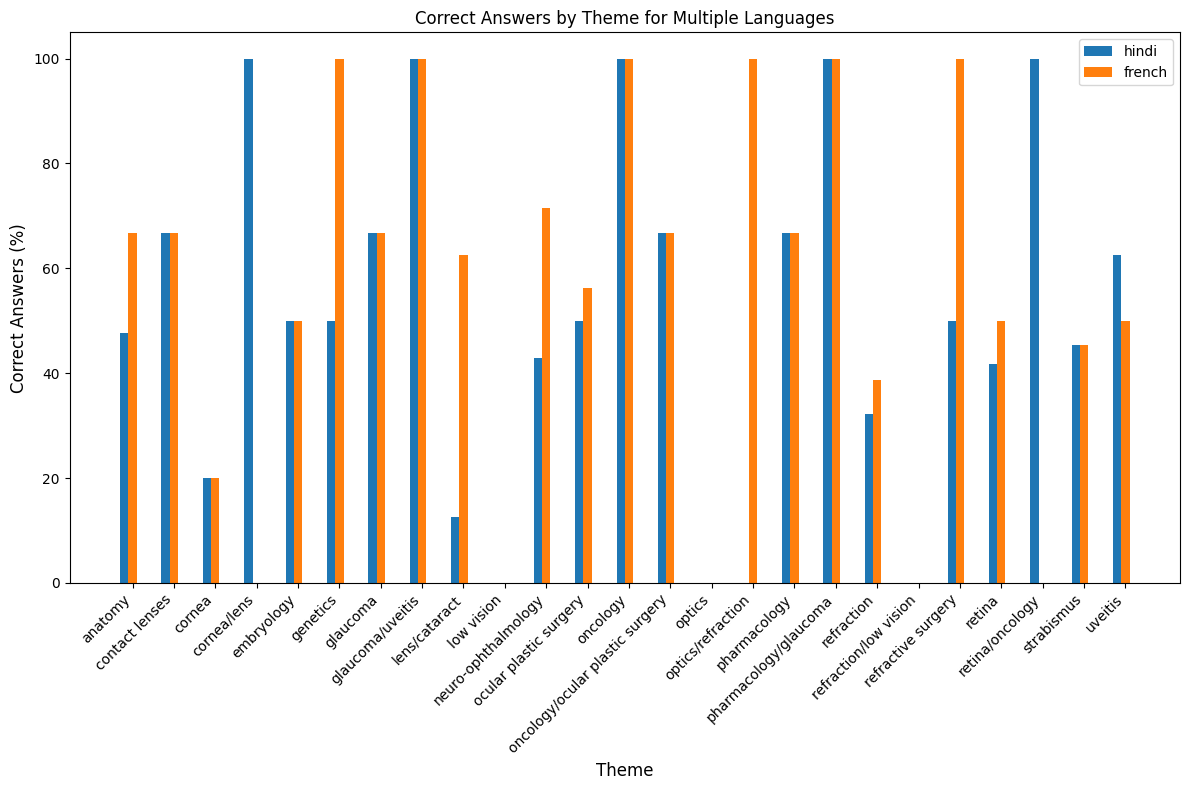 Correct Answers by Theme for Multiple Languages
hindi
french
100
80
60
40
20
0
Correct Answers (%)
anatomy
contact lenses
cornea
cornea/lens
embryology
genetics
glaucoma
glaucoma/uveitis
lens/cataract
low vision
neuro-ophthalmology
ocular plastic surgery
oncology
oncology/ocular plastic surgery
optics
optics/refraction
pharmacology
pharmacology/glaucoma
refraction
refraction/low vision
refractive surgery
retina
retina/oncology
strabismus
uveitis
Theme